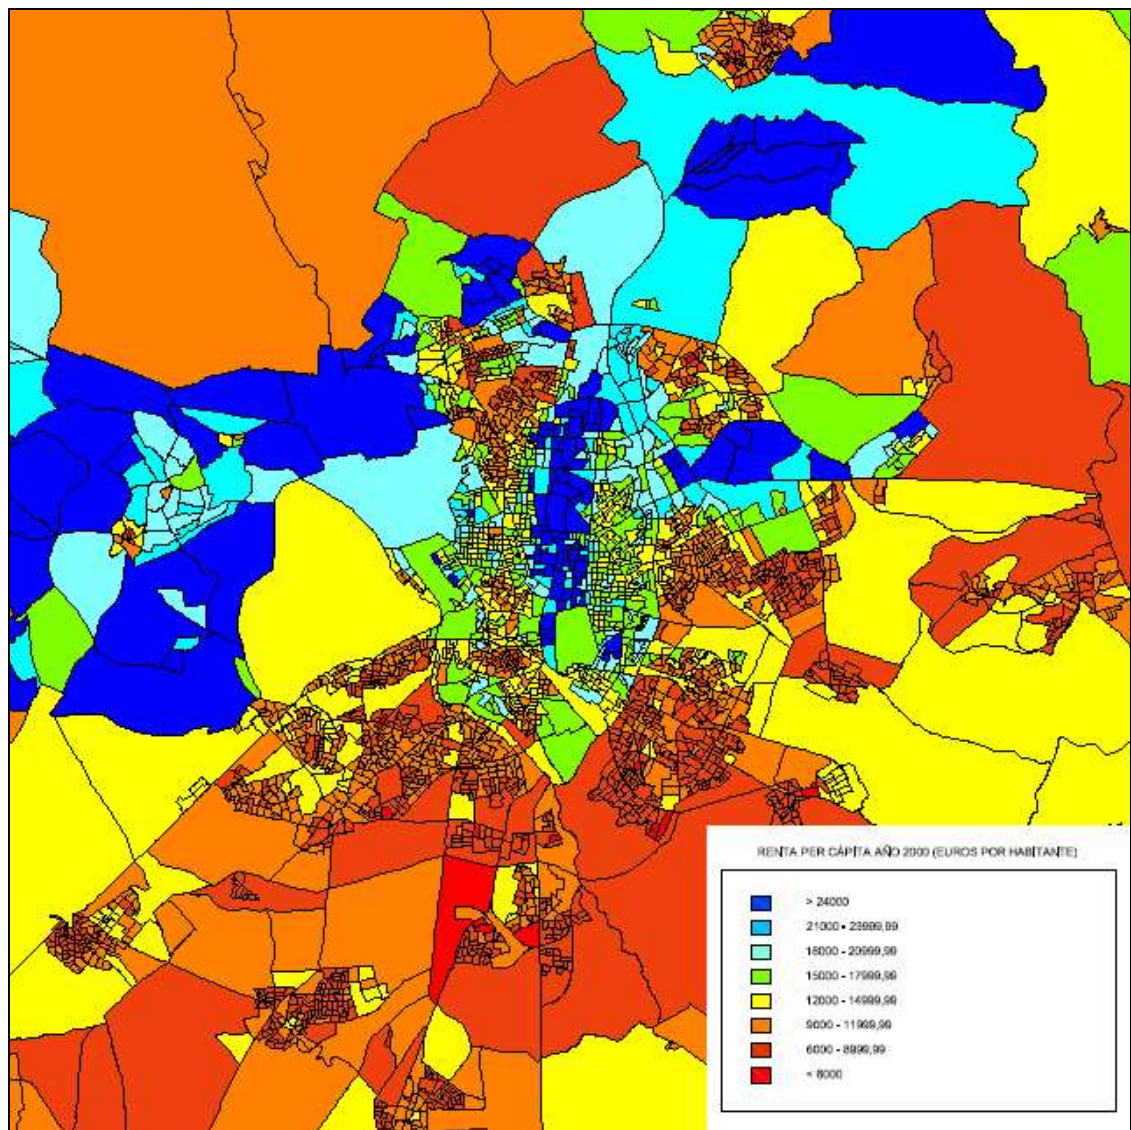 RENTA PER CÁPITA AÑO 2000 (EUROS POR HABITANTE)
> 24000
21000 - 23999,99
18000 - 20999,99
15000 - 17999,99
12000 - 14999,99
9000 - 11999,99
6000 - 8999,99
< 6000